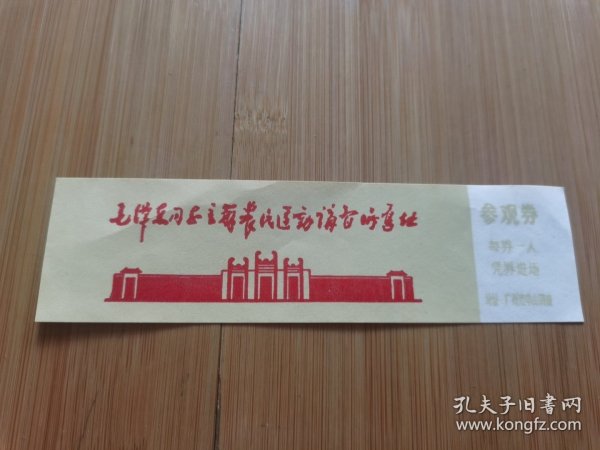 毛泽东同志主办农民运动讲习所旧址
参观券
每券一人
凭券进场
孔夫子旧书网
www.kongfz.com